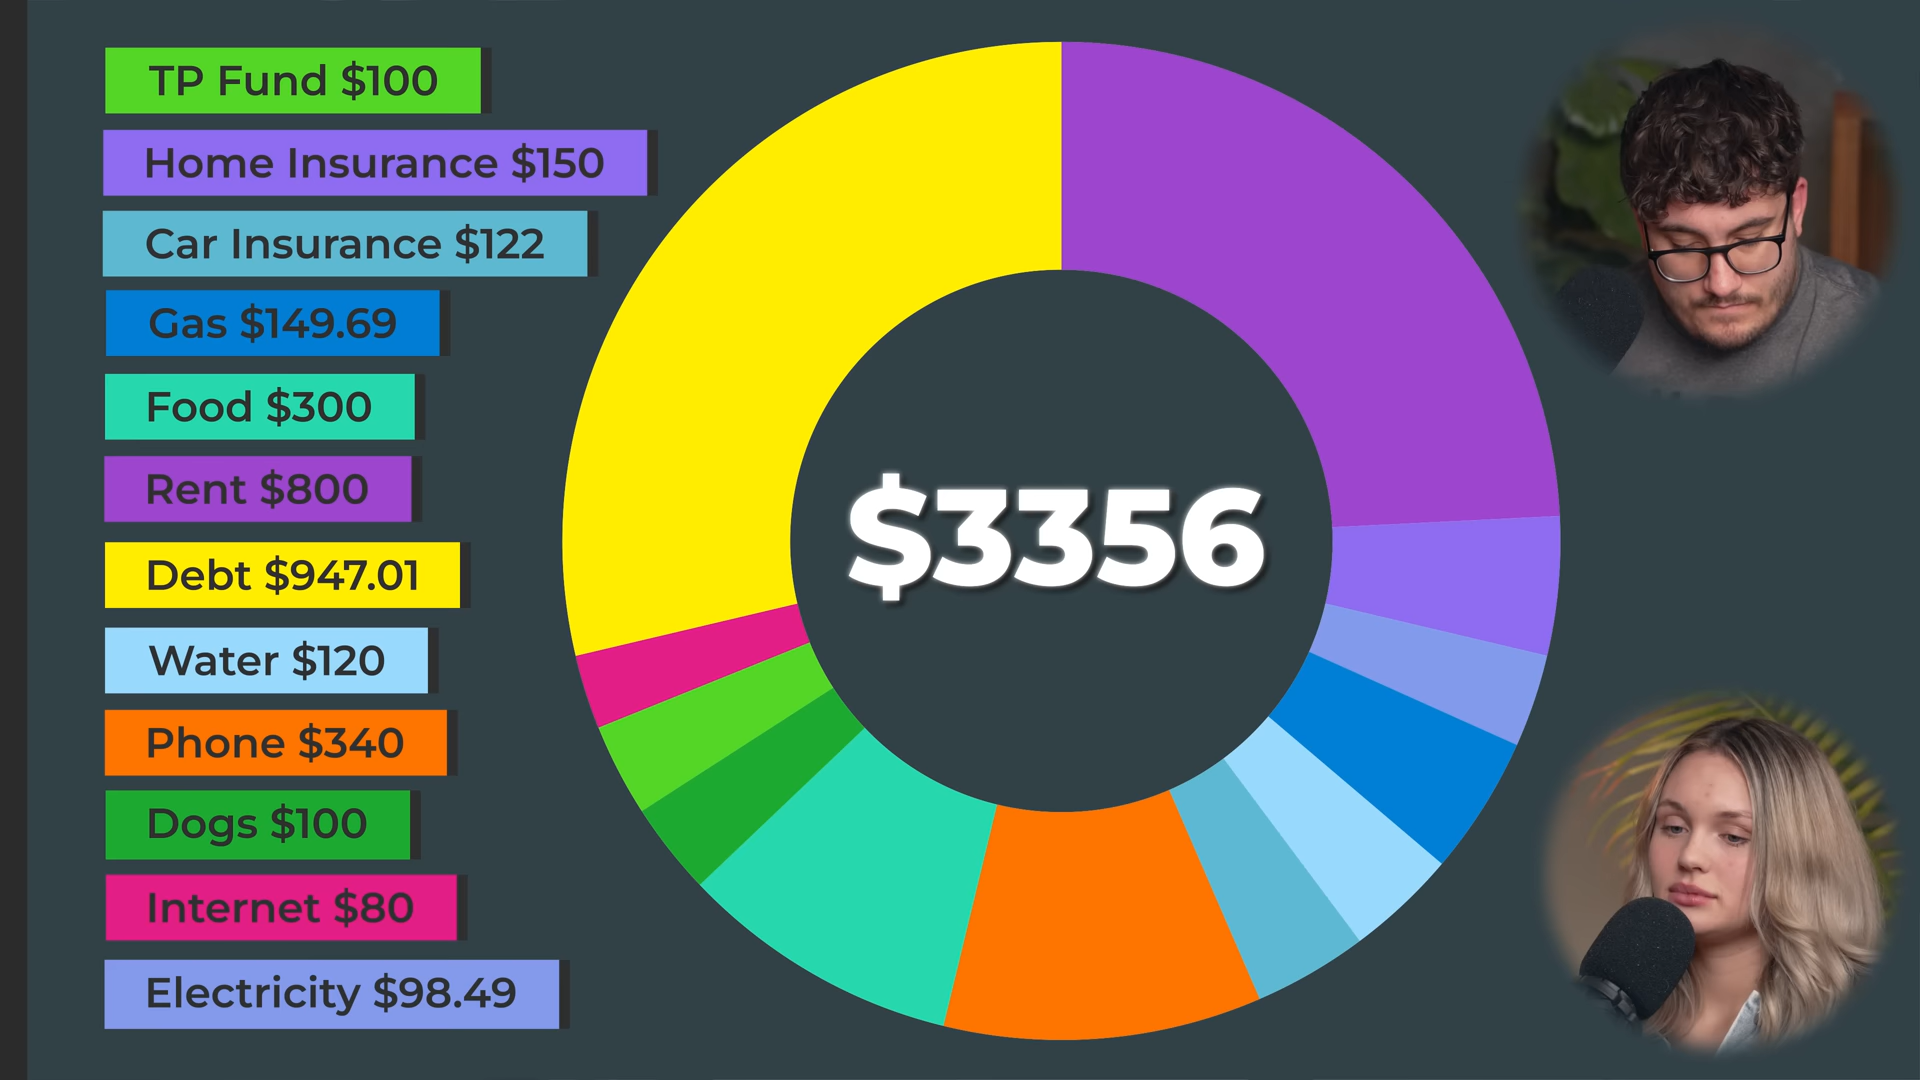 TP Fund $100
Home Insurance $150
Car Insurance $122
Gas $149.69
Food $300
Rent $800
Debt $947.01
Water $120
Phone $340
Dogs $100
Internet $80
Electricity $98.49
$3356